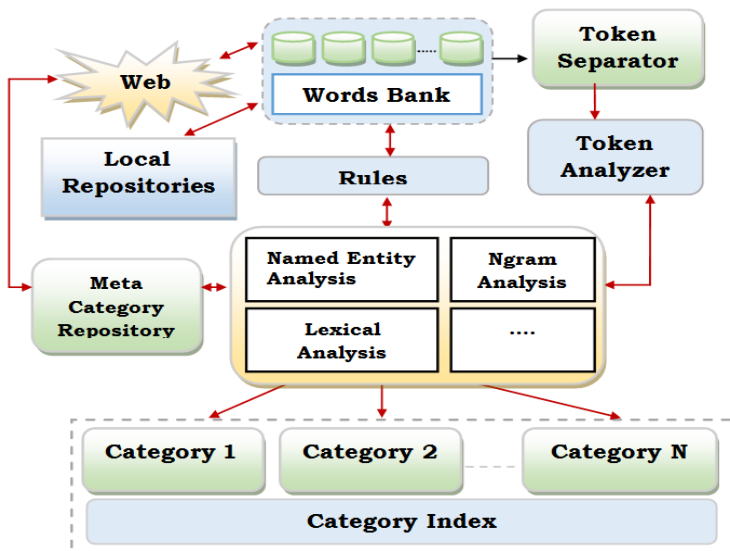 Web
.....
Words Bank
Token
Separator
Local
Repositories
Rules
Token
Analyzer
Named Entity
Analysis
Ngram
Analysis
Meta
Category
Repository
Lexical
Analysis
....
Category 1
Category 2
Category N
Category Index